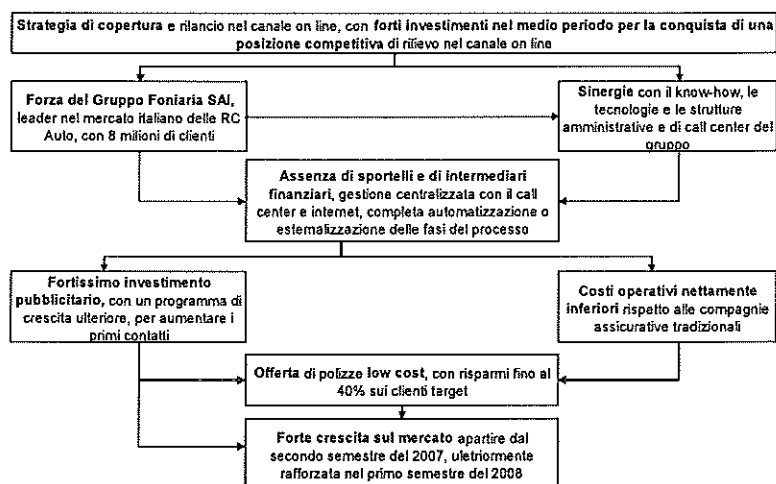 Strategia di copertura e rilancio nel canale on line, con forti investimenti nel medio periodo per la conquista di una
posizione competitiva di rilievo nel canale on line
Forza del Gruppo Foniaria SAI,
leader nel mercato italiano delle RC
Auto, con 8 milioni di clienti
Sinergie con il know-how, le
tecnologie e le strutture
amministrative e di call center del
gruppo
Assenza di sportelli e di intermediari
finanziari, gestione centralizzata con il call
center e internet, completa automatizzazione o
esternalizzazione delle fasi del processo
Fortissimo investimento
pubblicitario, con un programma di
crescita ulteriore, per aumentare i
primi contatti
Costi operativi nettamente
inferiori rispetto alle compagnie
assicurative tradizionali
Offerta di polizze low cost, con risparmi fino al
40% sui clienti target
Forte crescita sul mercato apartire dal
secondo semestre del 2007, uletriormente
rafforzata nel primo semestre del 2008